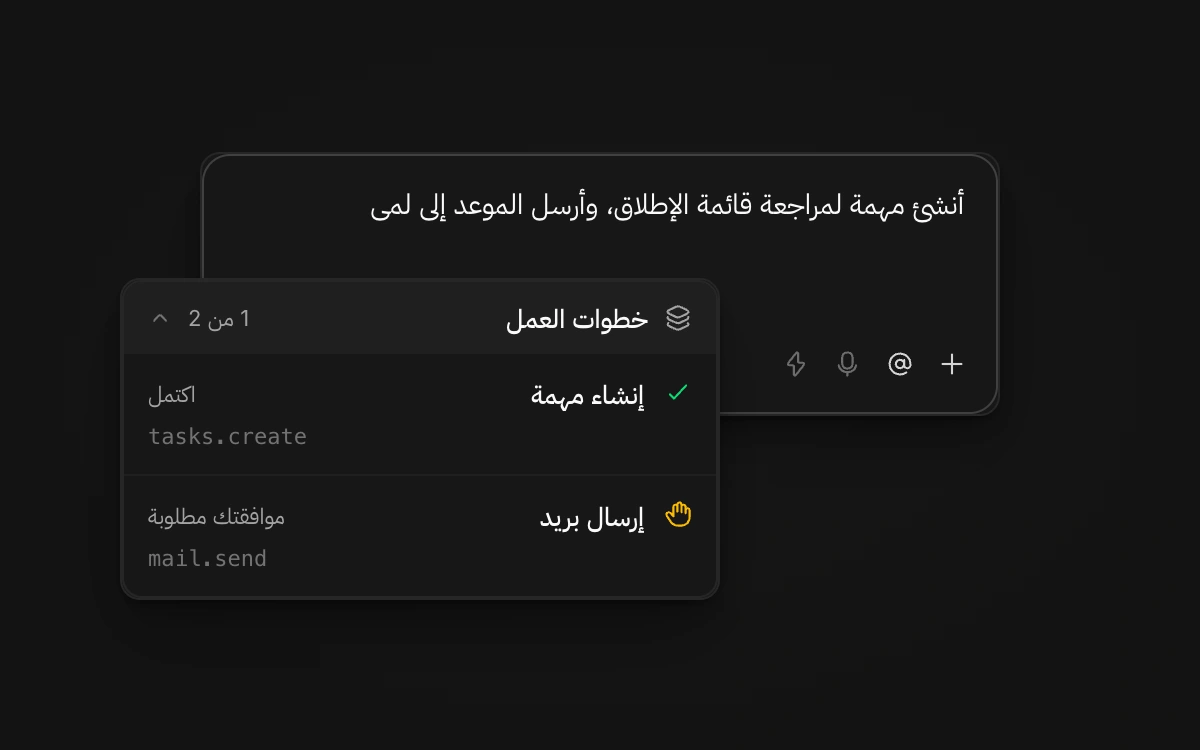 أنشئ مهمة لمراجعة قائمة الإطلاق، وأرسل الموعد إلى لمى
خطوات العمل 1 من 2
@
إنشاء مهمة اكتمل
tasks.create
إرسال بريد موافقتك مطلوبة
mail.send